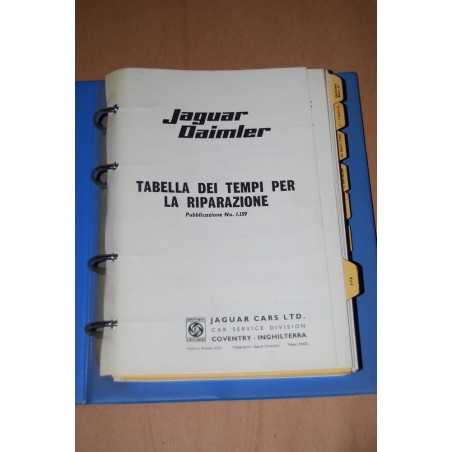 Jaguar
Daimler
TABELLA DEI TEMPI PER
LA RIPARAZIONE
Pubblicazione No. I.159
JAGUAR CARS LTD.
CAR SERVICE DIVISION
COVENTRY - INGHILTERRA